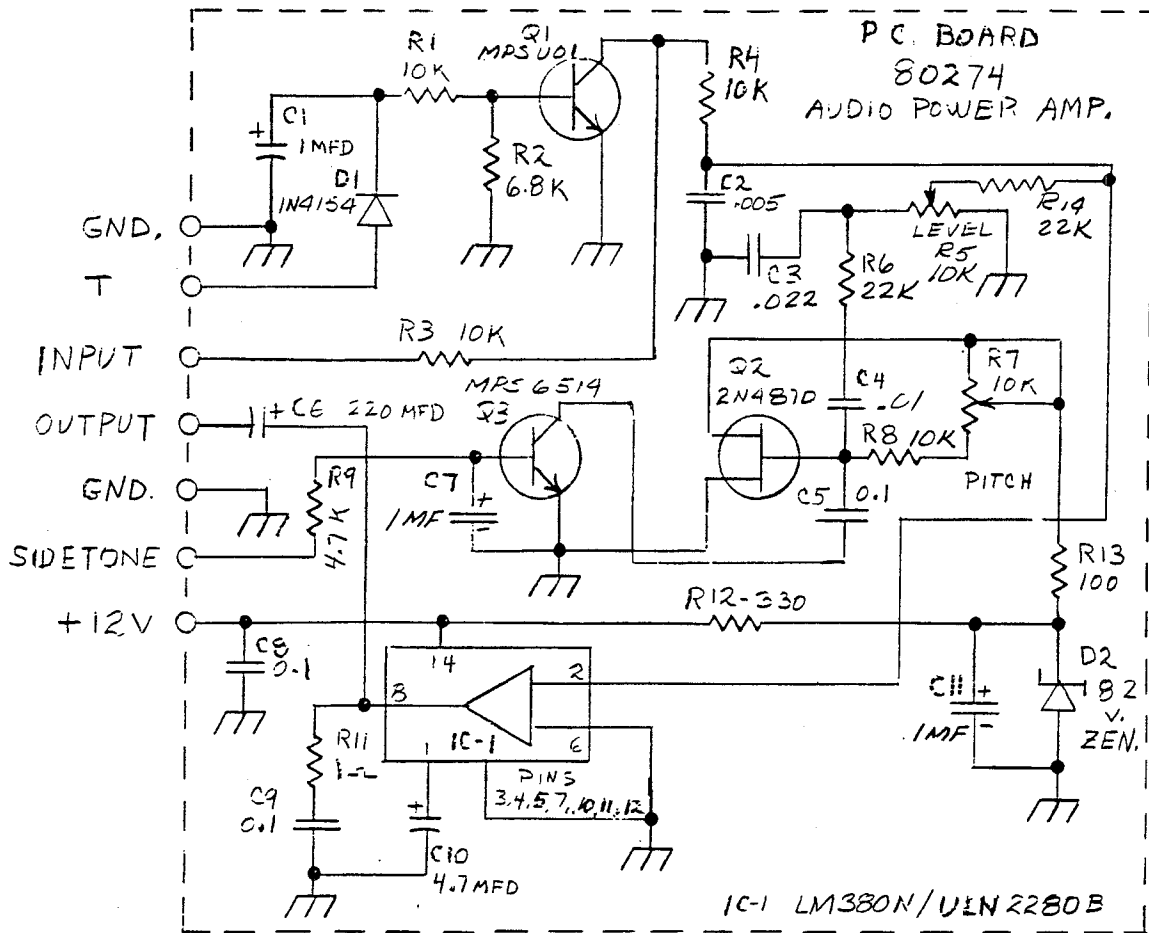 P C. BOARD
80274
AUDIO POWER AMP.
Q1
MPSU01
R1
10K
R4
10K
C1
+
1MFD
R2
6.8K
D1
1N4154
C2
.005
R14
22K
LEVEL
R5
10K
C3
.022
R6
22K
GND.
T
INPUT
R3 10K
OUTPUT
+ C6 220 MFD
MPS 6514
Q3
Q2
2N4870
C4
.01
R7
10K
R8 10K
PITCH
GND.
R9
4.7K
C7
+
1MF
-
C5 0.1
SIDETONE
R13
100
+12V
R12-330
C8
0.1
14
8
2
6
1
IC-1
PINS
3,4,5,7,10,11,12
R11
1Ω
C9
0.1
+
C10
4.7MFD
C11
+
1MF
-
D2
8.2
V.
ZEN.
IC-1 LM380N/ULN2280B